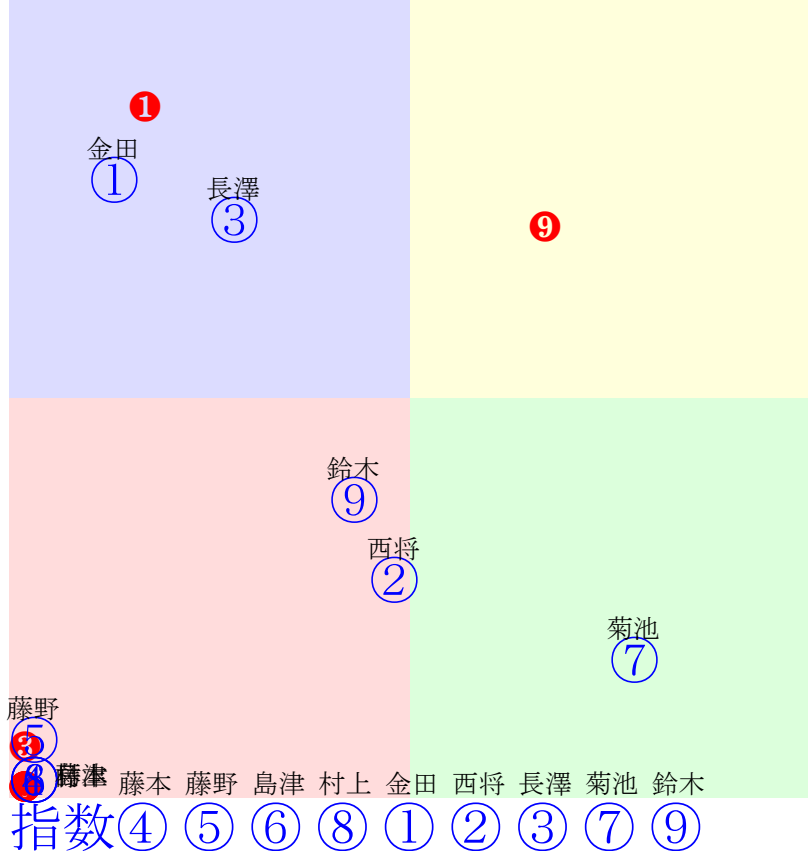 ❶
金田
①
長澤
③
❾
鈴木
⑨
西将
②
菊池
⑦
藤野
⑤
❸
藤本 藤野 島津 村上 金田 西将 長澤 菊池 鈴木
指数④ ⑤ ⑥ ⑧ ① ② ③ ⑦ ⑨